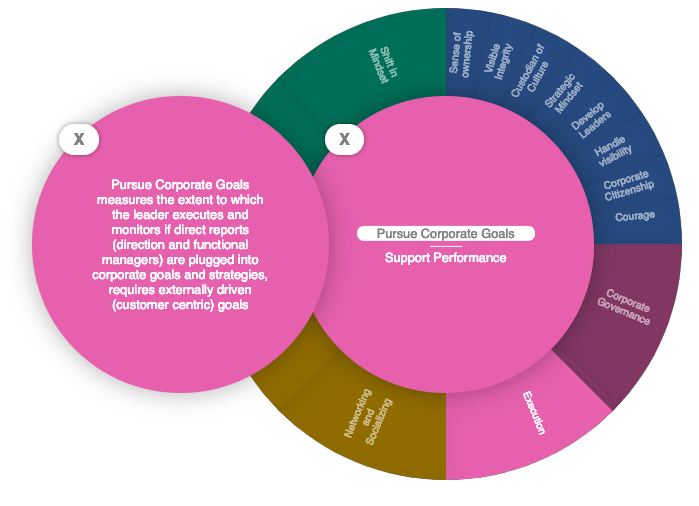 X
Pursue Corporate Goals
measures the extent to which
the leader executes and
monitors if direct reports
(direction and functional
managers) are plugged into
corporate goals and strategies,
requires externally driven
(customer centric) goals
X
Pursue Corporate Goals
Support Performance
Shift in
Mindset
Sense of
ownership
Visible
Integrity
Custodian of
Culture
Strategic
Mindset
Develop
Leaders
Handle
visibility
Corporate
Citizenship
Courage
Corporate
Governance
Execution
Networking
and
Socializing